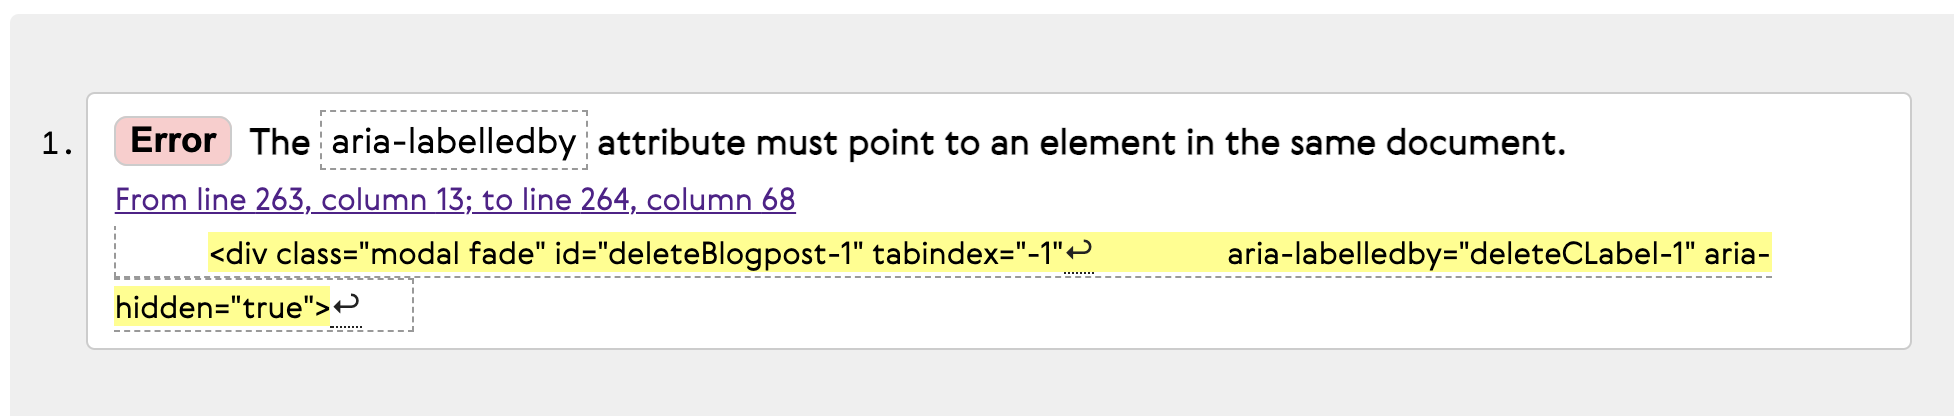 1. Error The aria-labelledby attribute must point to an element in the same document.
From line 263, column 13; to line 264, column 68
<div class="modal fade" id="deleteBlogpost-1" tabindex="-1"↩ aria-labelledby="deleteCLabel-1" aria-
hidden="true">↩